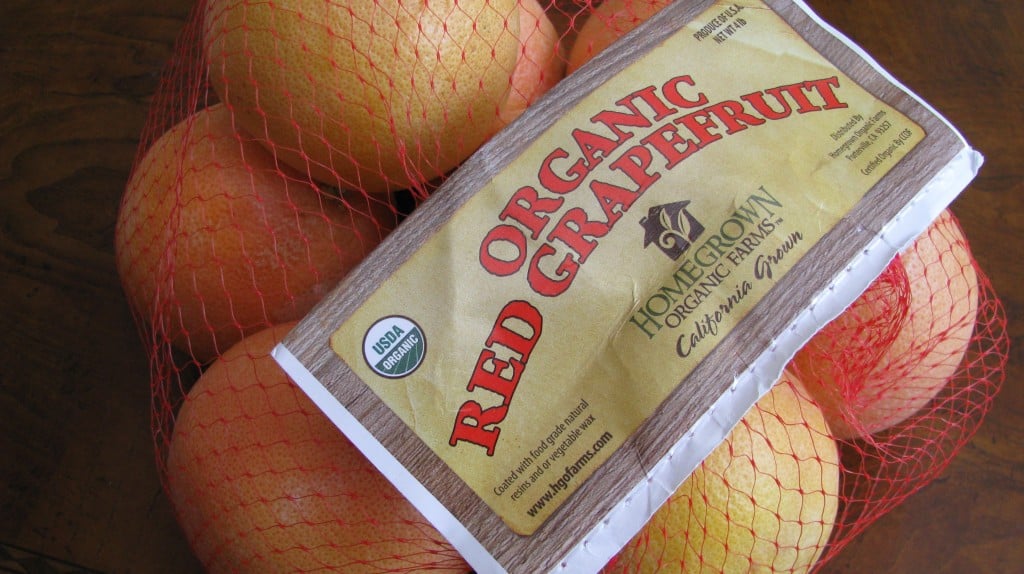 PRODUCE OF U.S.A.
NET WT 4 lb
ORGANIC
RED GRAPEFRUIT
Distributed By
Homegrown Organic Farms
Porterville, CA 93257
Certified Organic By CCOF
HOMEGROWN
ORGANIC FARMS™
California Grown
USDA
ORGANIC
Coated with food grade natural
resins and or vegetable wax
www.hgofarms.com